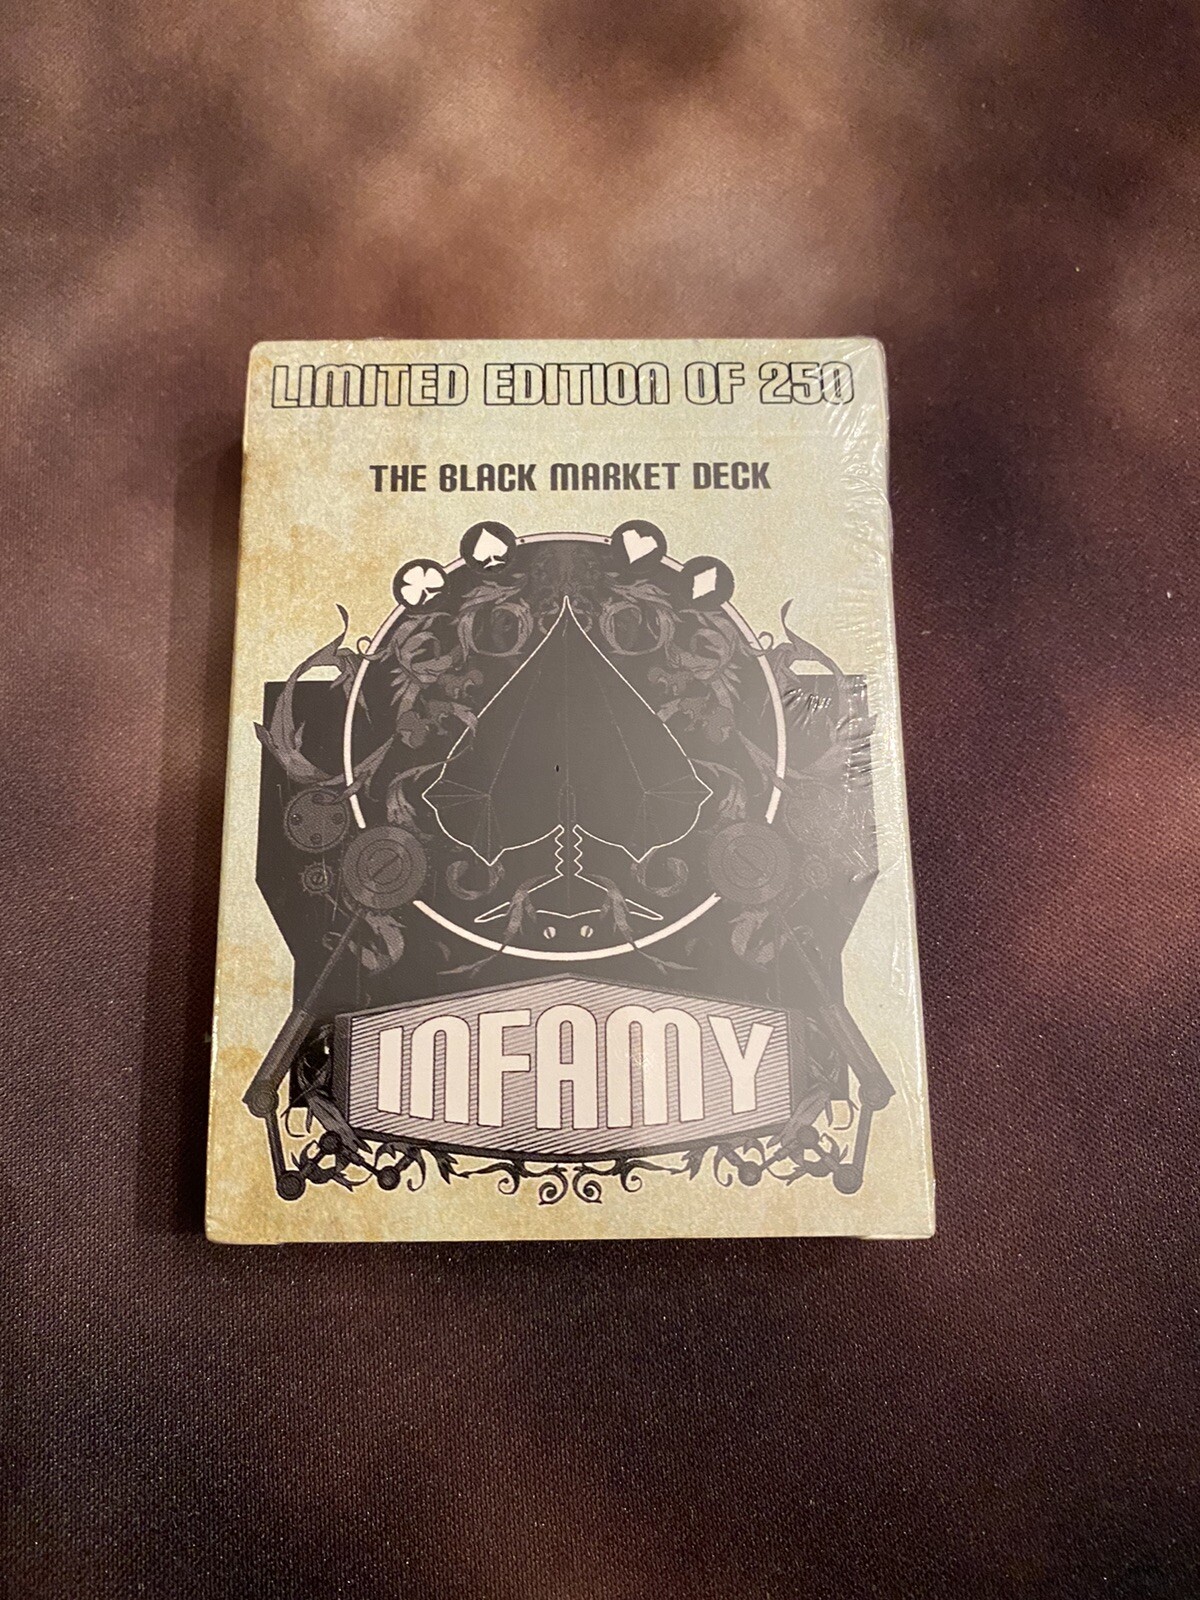 LIMITED EDITION OF 250
THE BLACK MARKET DECK
INFAMY